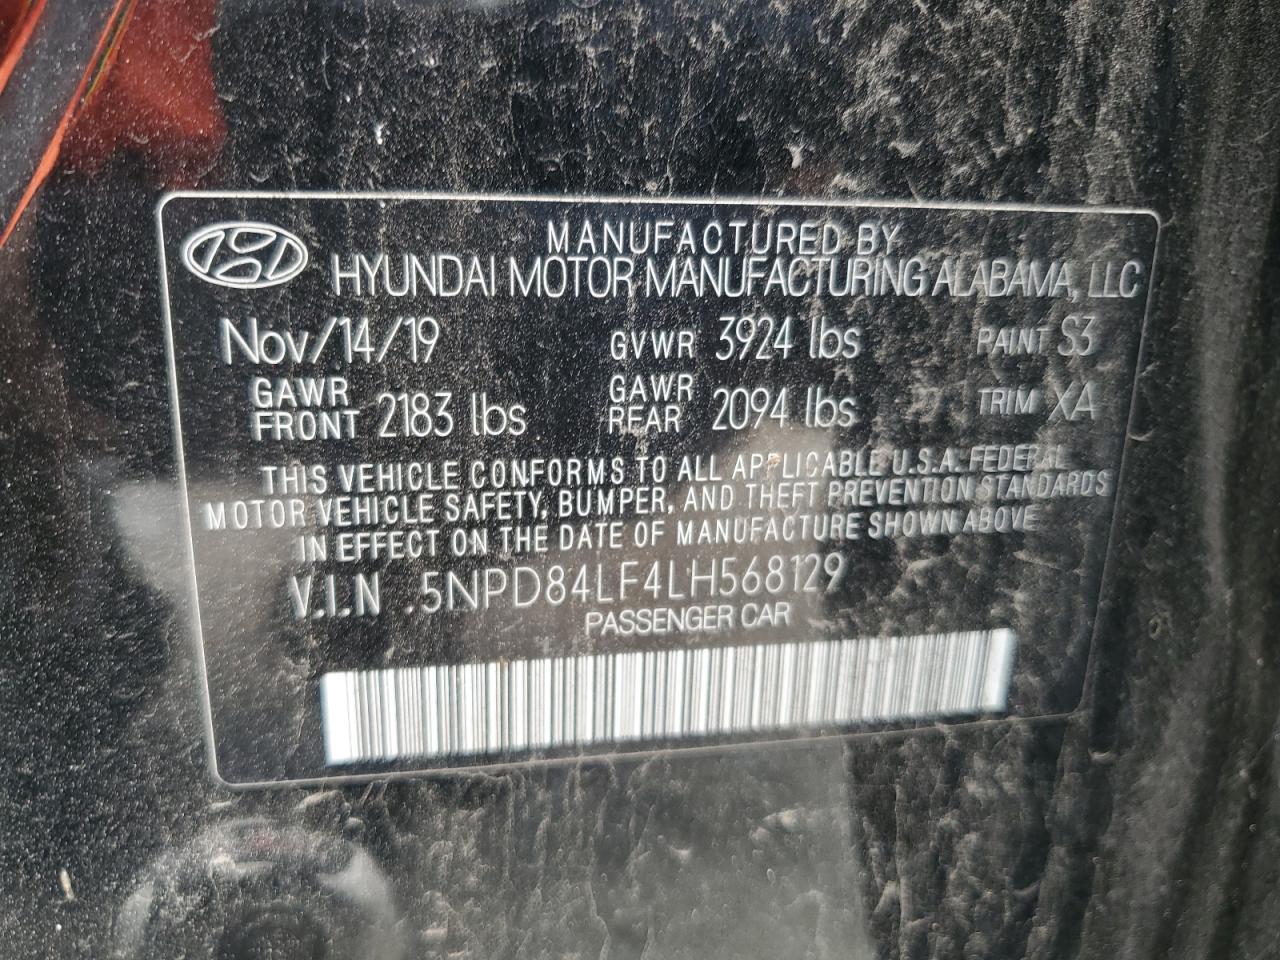 MANUFACTURED BY
HYUNDAI MOTOR MANUFACTURING ALABAMA, LLC
Nov/14/19 GVWR 3924 lbs PAINT S3
GAWR FRONT 2183 lbs GAWR REAR 2094 lbs TRIM XA
THIS VEHICLE CONFORMS TO ALL APPLICABLE U.S.A. FEDERAL
MOTOR VEHICLE SAFETY, BUMPER, AND THEFT PREVENTION STANDARDS
IN EFFECT ON THE DATE OF MANUFACTURE SHOWN ABOVE
V.I.N .5NPD84LF4LH568129
PASSENGER CAR